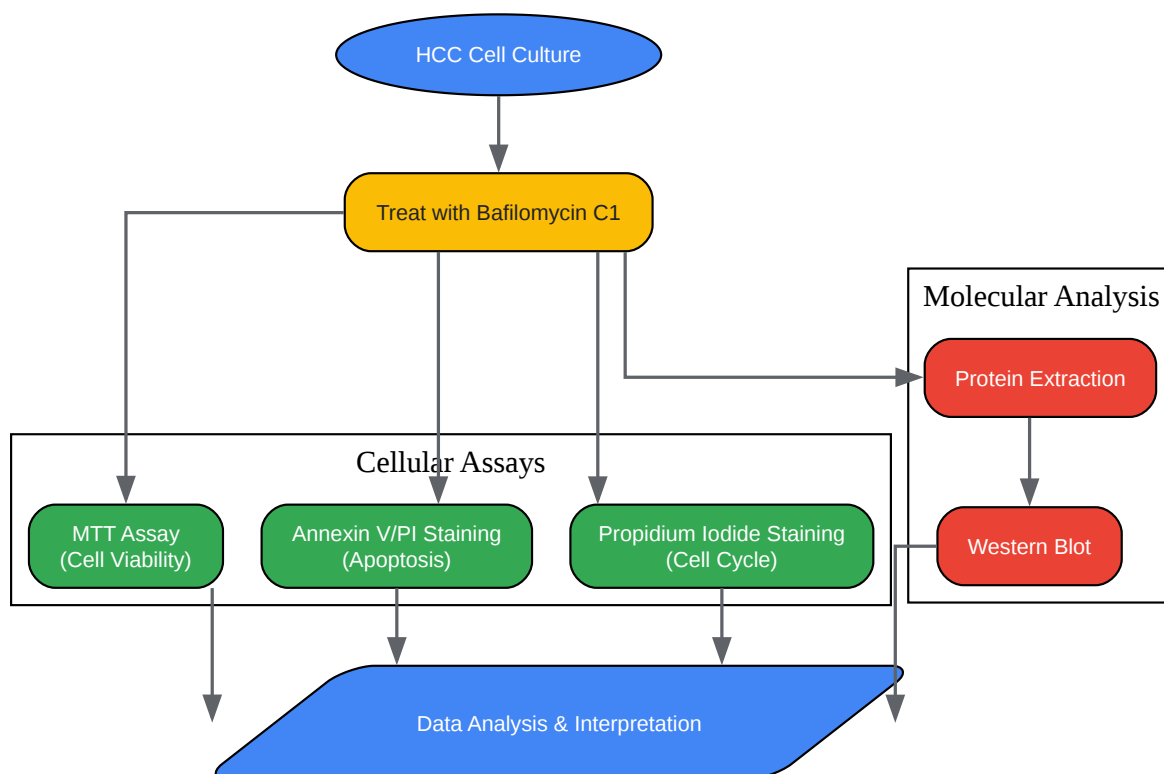 HCC Cell Culture
Treat with Bafilomycin C1
Molecular Analysis
Protein Extraction
Cellular Assays
MTT Assay
(Cell Viability)
Annexin V/PI Staining
(Apoptosis)
Propidium Iodide Staining
(Cell Cycle)
Western Blot
Data Analysis & Interpretation